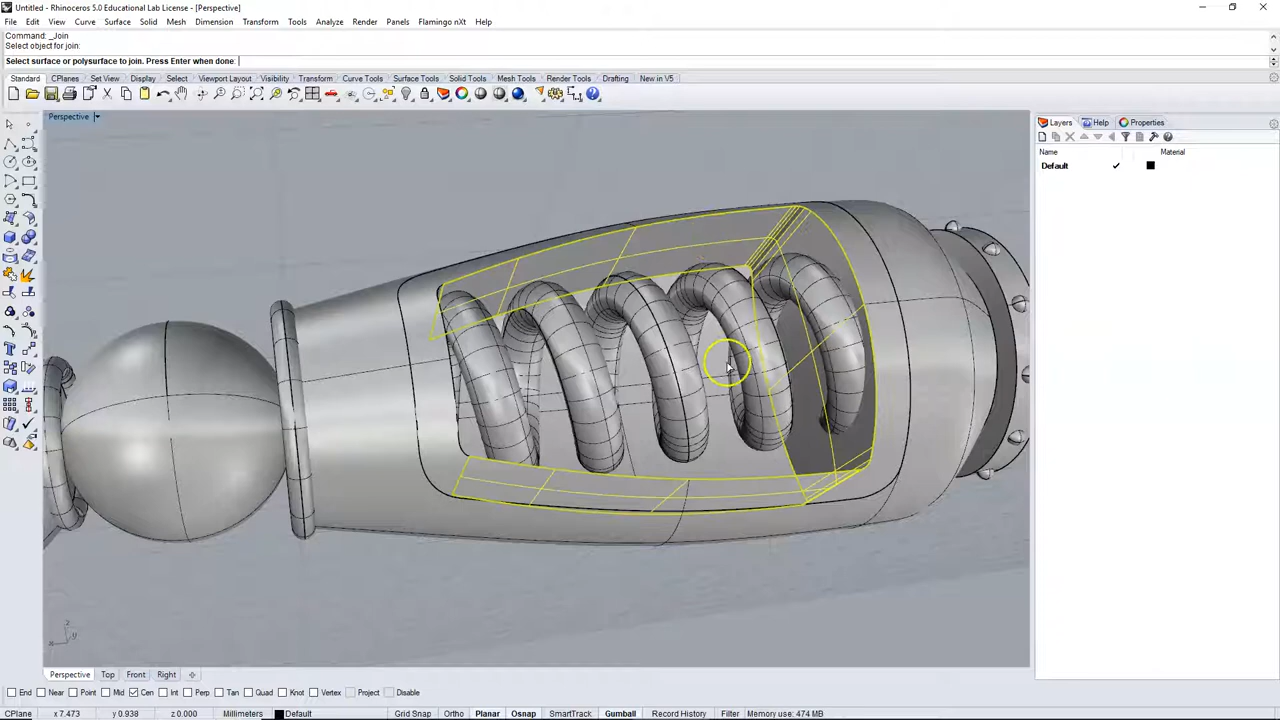 Untitled - Rhinoceros 5.0 Educational Lab License - [Perspective]
File Edit View Curve Surface Solid Mesh Dimension Transform Tools Analyze Render Panels Flamingo nXt Help
Command: _Join
Select object for join:
Select surface or polysurface to join. Press Enter when done:
Standard CPlanes Set View Display Select Viewport Layout Visibility Transform Curve Tools Surface Tools Solid Tools Mesh Tools Render Tools Drafting New in V5
Perspective
Layers Help Properties
Name Material
Default
z
y
x
Perspective Top Front Right
End Near Point Mid Cen Int Perp Tan Quad Knot Vertex Project Disable
CPlane x 7.473 y 0.938 z 0.000 Millimeters Default Grid Snap Ortho Planar Osnap SmartTrack Gumball Record History Filter Memory use: 474 MB